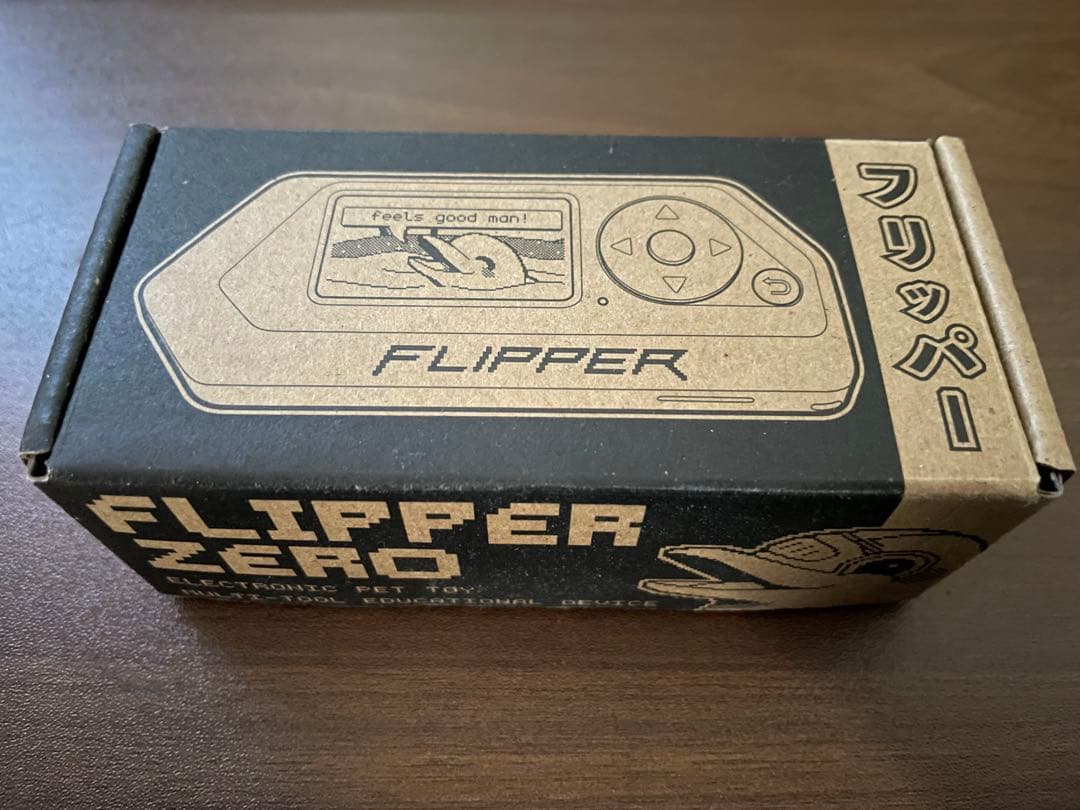 feels good man!
FLIPPER
フリッパー
FLIPPER
ZERO
ELECTRONIC PET TOY.
MULTI-TOOL EDUCATIONAL DEVICE